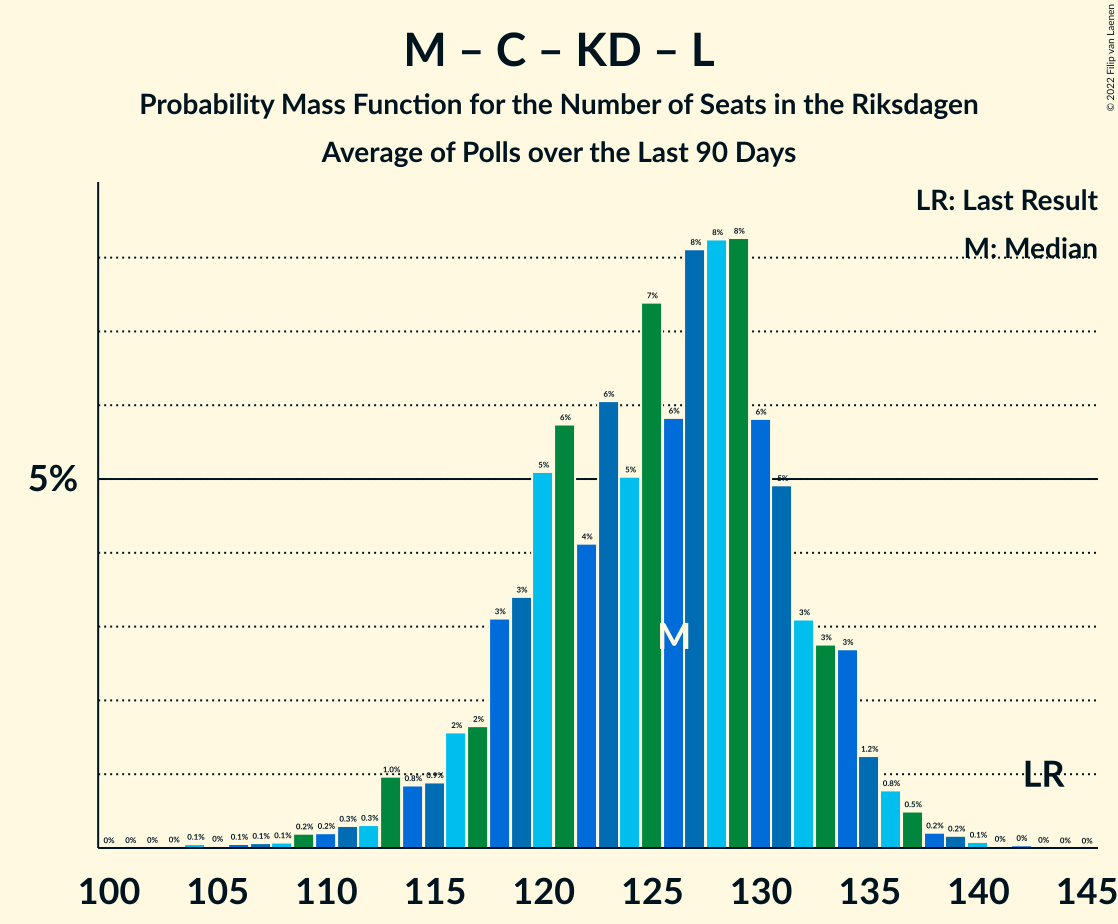 M – C – KD – L
Probability Mass Function for the Number of Seats in the Riksdagen
Average of Polls over the Last 90 Days
© 2022 Filip van Laenen
LR: Last Result
M: Median
5%
0% 0% 0% 0% 0.1% 0% 0.1% 0.1% 0.1% 0.2% 0.2% 0.3% 0.3% 1.0% 0.8% 0.9% 2% 2% 3% 3% 5% 6% 4% 6% 5% 7% 6% 8% 8% 8% 6% 5% 3% 3% 3% 1.2% 0.8% 0.5% 0.2% 0.2% 0.1% 0% 0% 0% 0% 0%
M
LR
100 105 110 115 120 125 130 135 140 145